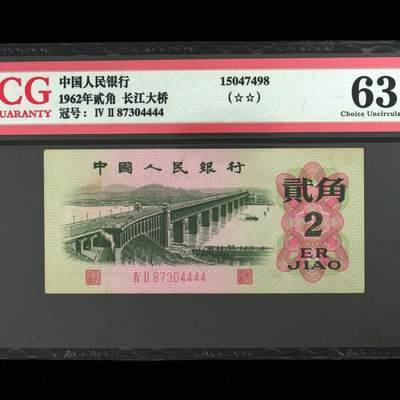 CG
UARANTY
中国人民银行
1962年贰角 长江大桥
冠号： IV II 87304444
15047498
(☆☆)
63
Choice Uncircula
中國人民銀行
貳角
2
ER
JIAO
IV II 87304444